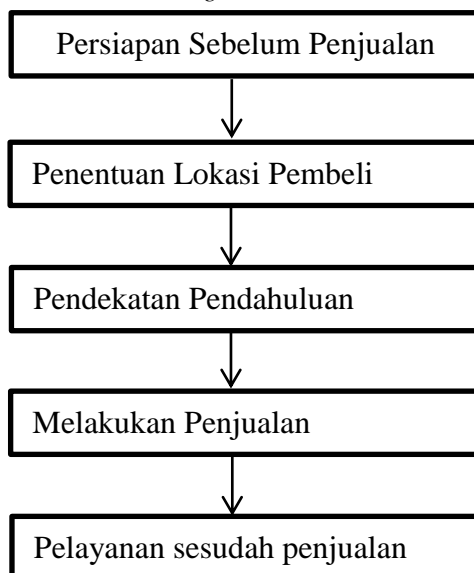 Persiapan Sebelum Penjualan
Penentuan Lokasi Pembeli
Pendekatan Pendahuluan
Melakukan Penjualan
Pelayanan sesudah penjualan